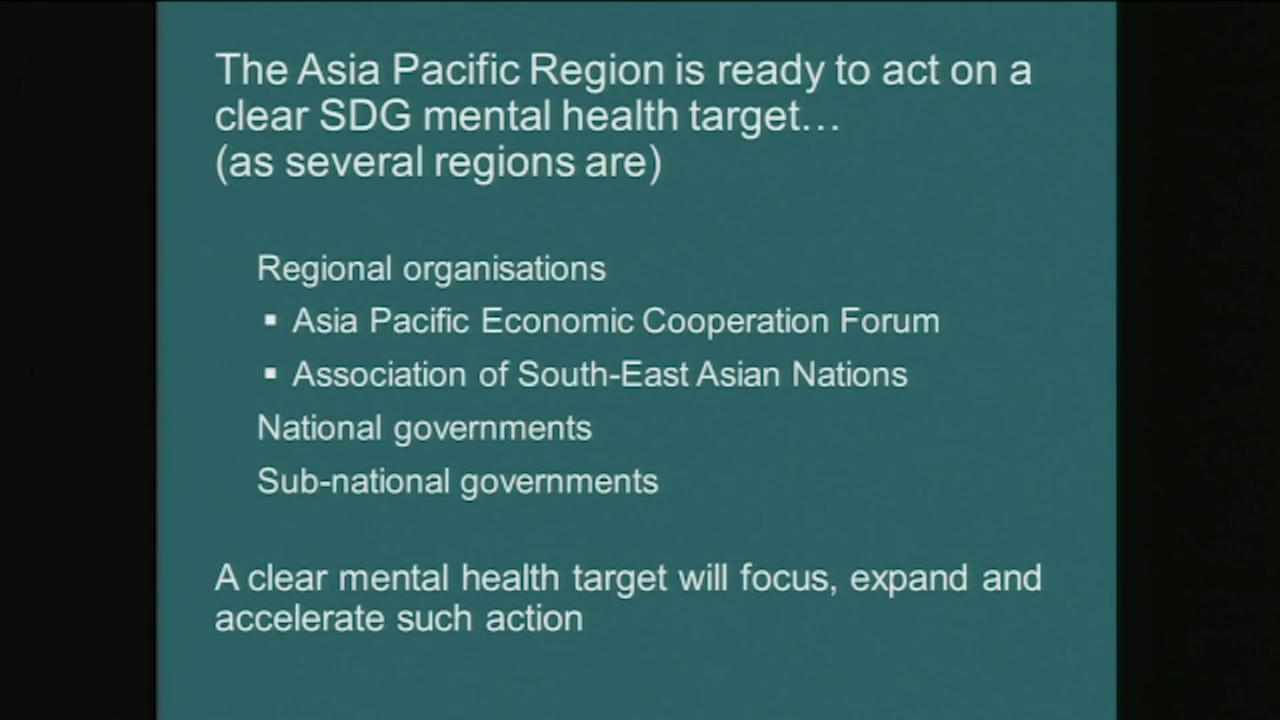 The Asia Pacific Region is ready to act on a
clear SDG mental health target…
(as several regions are)
Regional organisations
▪ Asia Pacific Economic Cooperation Forum
▪ Association of South-East Asian Nations
National governments
Sub-national governments
A clear mental health target will focus, expand and
accelerate such action